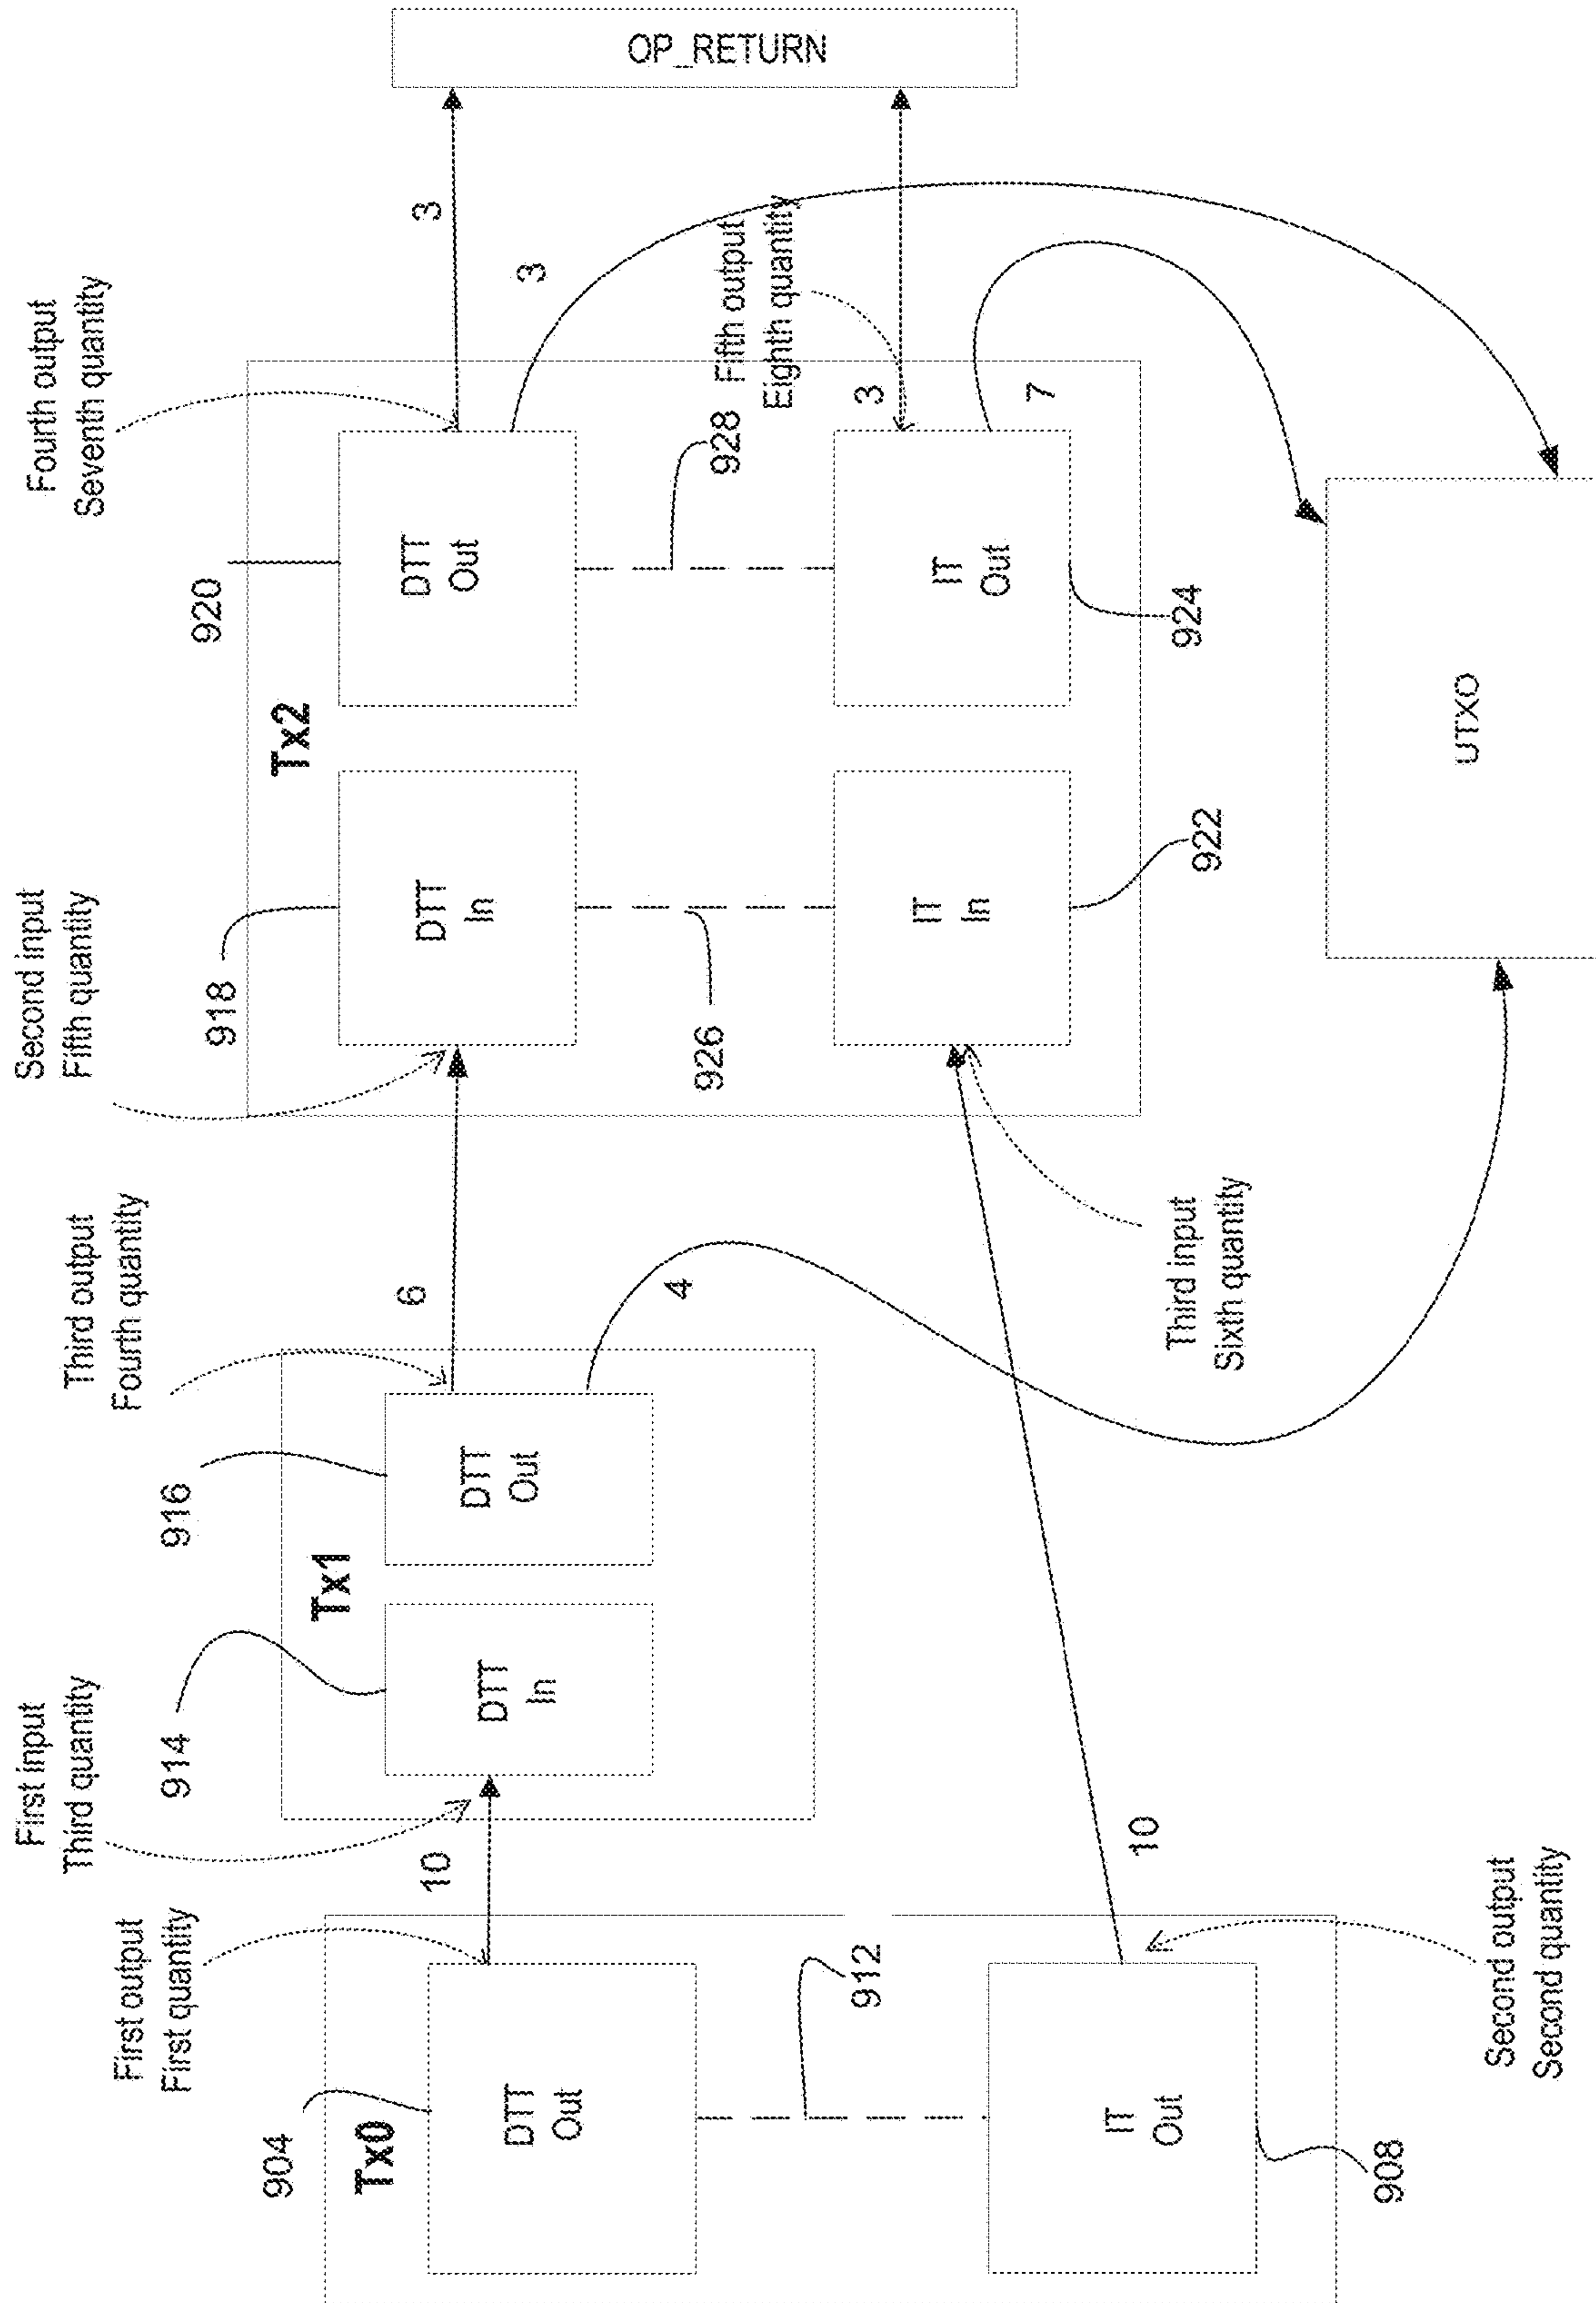 First output
First quantity
904
Tx0
DTT
Out
912
IT
Out
908
Second output
Second quantity
10
10
First input
Third quantity
914
Tx1
DTT
In
916
DTT
Out
Third output
Fourth quantity
6
4
Third input
Sixth quantity
Second input
Fifth quantity
918
Tx2
DTT
In
926
IT
In
922
920
DTT
Out
928
IT
Out
924
Fourth output
Seventh quantity
3
3
Fifth output
Eighth quantity
3
7
OP_RETURN
UTXO